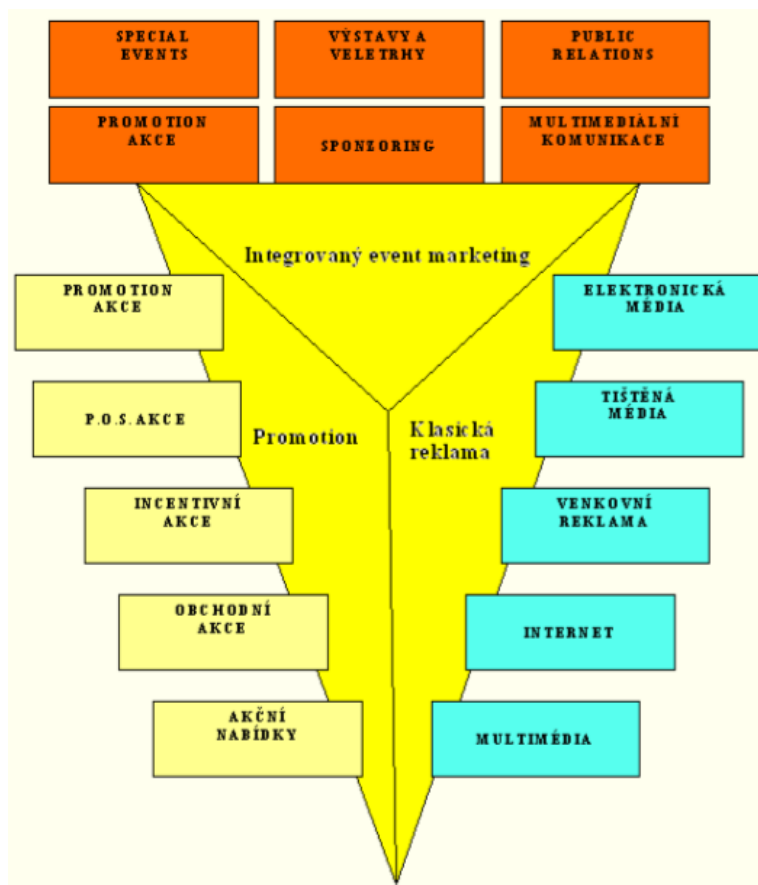 SPECIAL
EVENTS
VÝSTAVY A
VELETRHY
PUBLIC
RELATIONS
PROMOTION
AKCE
SPONZORING
MULTIMEDIÁLNÍ
KOMUNIKACE
Integrovaný event marketing
PROMOTION
AKCE
ELEKTRONICKÁ
MÉDIA
P.O.S. AKCE
Promotion
Klasická
reklama
TIŠTĚNÁ
MÉDIA
INCENTIVNÍ
AKCE
VENKOVNÍ
REKLAMA
OBCHODNÍ
AKCE
INTERNET
AKČNÍ
NABÍDKY
MULTIMÉDIA